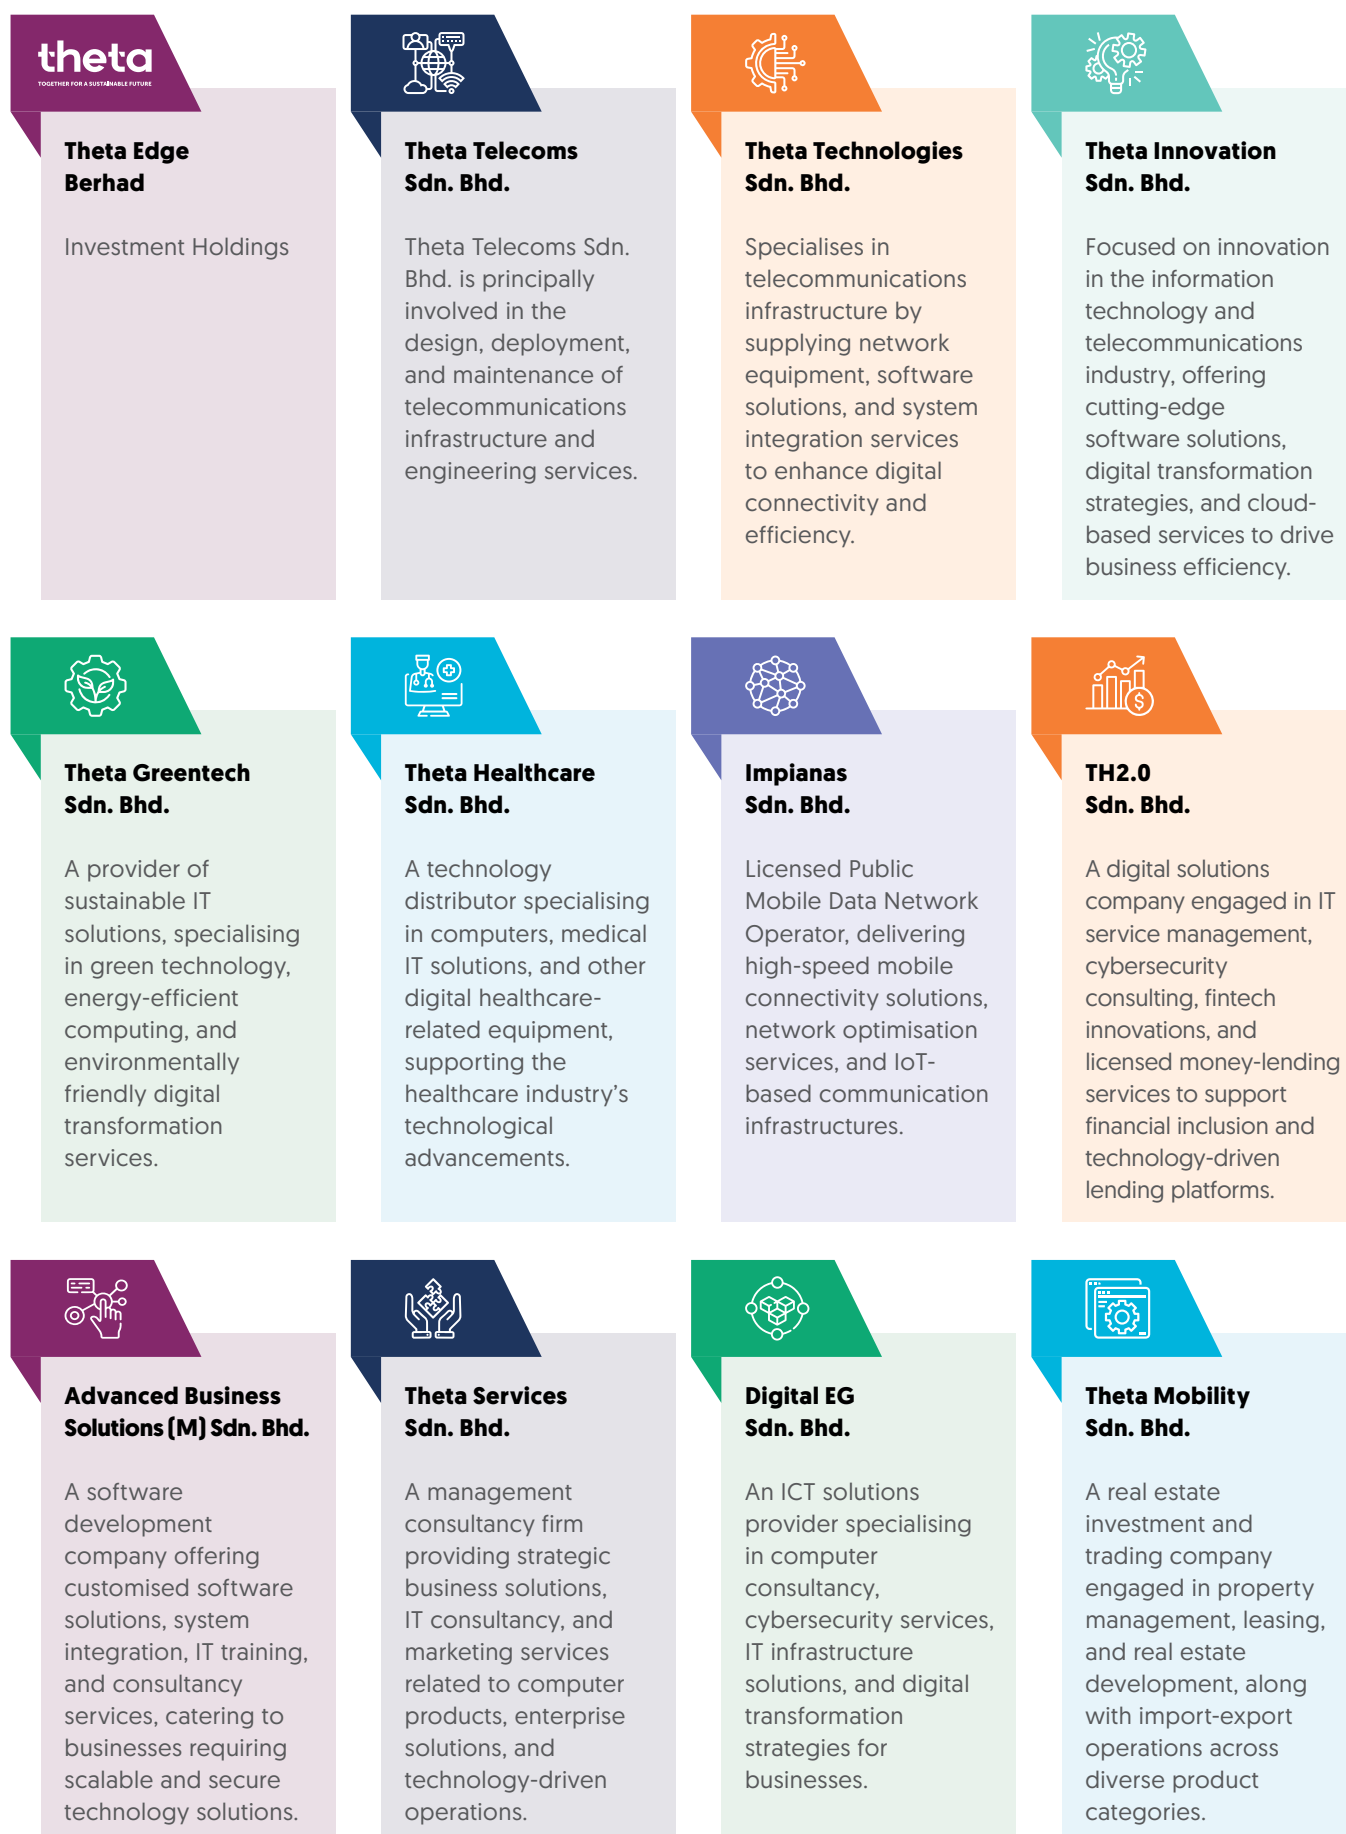 theta
TOGETHER FOR A SUSTAINABLE FUTURE
Theta Edge
Berhad
Investment Holdings
Theta Telecoms
Sdn. Bhd.
Theta Telecoms Sdn.
Bhd. is principally
involved in the
design, deployment,
and maintenance of
telecommunications
infrastructure and
engineering services.
Theta Technologies
Sdn. Bhd.
Specialises in
telecommunications
infrastructure by
supplying network
equipment, software
solutions, and system
integration services
to enhance digital
connectivity and
efficiency.
Theta Innovation
Sdn. Bhd.
Focused on innovation
in the information
technology and
telecommunications
industry, offering
cutting-edge
software solutions,
digital transformation
strategies, and cloud-
based services to drive
business efficiency.
Theta Greentech
Sdn. Bhd.
A provider of
sustainable IT
solutions, specialising
in green technology,
energy-efficient
computing, and
environmentally
friendly digital
transformation
services.
Theta Healthcare
Sdn. Bhd.
A technology
distributor specialising
in computers, medical
IT solutions, and other
digital healthcare-
related equipment,
supporting the
healthcare industry’s
technological
advancements.
Impianas
Sdn. Bhd.
Licensed Public
Mobile Data Network
Operator, delivering
high-speed mobile
connectivity solutions,
network optimisation
services, and IoT-
based communication
infrastructures.
TH2.0
Sdn. Bhd.
A digital solutions
company engaged in IT
service management,
cybersecurity
consulting, fintech
innovations, and
licensed money-lending
services to support
financial inclusion and
technology-driven
lending platforms.
Advanced Business
Solutions (M) Sdn. Bhd.
A software
development
company offering
customised software
solutions, system
integration, IT training,
and consultancy
services, catering to
businesses requiring
scalable and secure
technology solutions.
Theta Services
Sdn. Bhd.
A management
consultancy firm
providing strategic
business solutions,
IT consultancy, and
marketing services
related to computer
products, enterprise
solutions, and
technology-driven
operations.
Digital EG
Sdn. Bhd.
An ICT solutions
provider specialising
in computer
consultancy,
cybersecurity services,
IT infrastructure
solutions, and digital
transformation
strategies for
businesses.
Theta Mobility
Sdn. Bhd.
A real estate
investment and
trading company
engaged in property
management, leasing,
and real estate
development, along
with import-export
operations across
diverse product
categories.